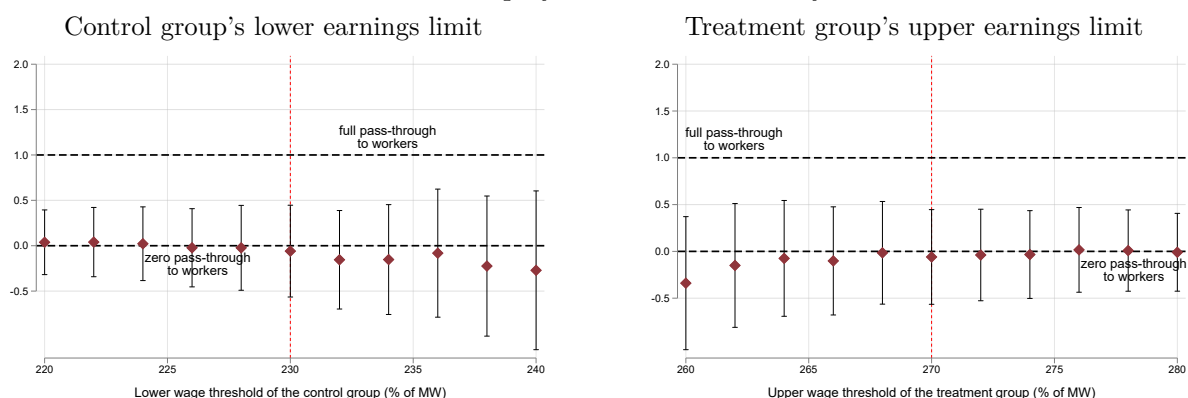 Control group's lower earnings limit
2.0
1.5
1.0
0.5
0.0
-0.5
full pass-through
to workers
zero pass-through
to workers
220
225
230
235
240
Lower wage threshold of the control group (% of MW)
Treatment group's upper earnings limit
2.0
1.5
1.0
0.5
0.0
-0.5
full pass-through
to workers
zero pass-through
to workers
260
265
270
275
280
Upper wage threshold of the treatment group (% of MW)